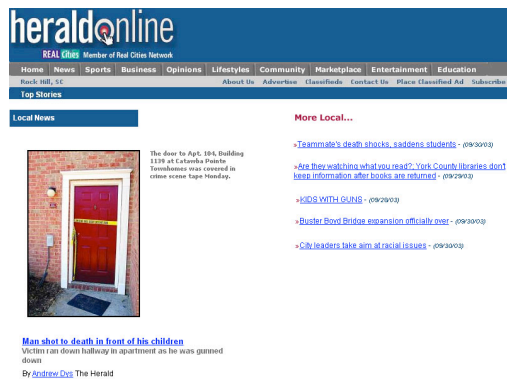 heraldonline
REAL Cities Member of Real Cities Network
Home News Sports Business Opinions Lifestyles Community Marketplace Entertainment Education
Rock Hill, SC About Us Advertise Classifieds Contact Us Place Classified Ad Subscribe
Top Stories
Local News
The door to Apt. 104, Building
1139 at Catawba Pointe
Townhomes was covered in
crime scene tape Monday.
Man shot to death in front of his children
Victim ran down hallway in apartment as he was gunned
down
By Andrew Dys The Herald
More Local...
»Teammate's death shocks, saddens students - (09/30/03)
»Are they watching what you read?; York County libraries don't
keep information after books are returned - (09/29/03)
»KIDS WITH GUNS - (09/28/03)
»Buster Boyd Bridge expansion officially over - (09/30/03)
»City leaders take aim at racial issues - (09/30/03)